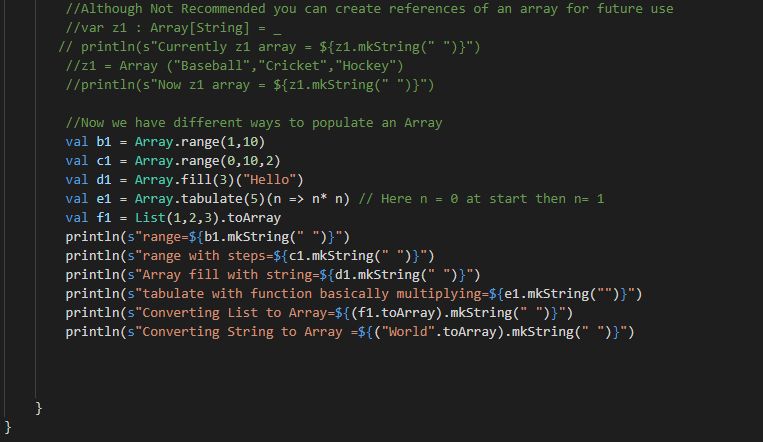 //Although Not Recommended you can create references of an array for future use
//var z1 : Array[String] = _
// println(s"Currently z1 array = ${z1.mkString(" ")}")
//z1 = Array ("Baseball","Cricket","Hockey")
//println(s"Now z1 array = ${z1.mkString(" ")}")
//Now we have different ways to populate an Array
val b1 = Array.range(1,10)
val c1 = Array.range(0,10,2)
val d1 = Array.fill(3)("Hello")
val e1 = Array.tabulate(5)(n => n* n) // Here n = 0 at start then n= 1
val f1 = List(1,2,3).toArray
println(s"range=${b1.mkString(" ")}")
println(s"range with steps=${c1.mkString(" ")}")
println(s"Array fill with string=${d1.mkString(" ")}")
println(s"tabulate with function basically multiplying=${e1.mkString("")}")
println(s"Converting List to Array=${(f1.toArray).mkString(" ")}")
println(s"Converting String to Array =${("World".toArray).mkString(" ")}")
}
}